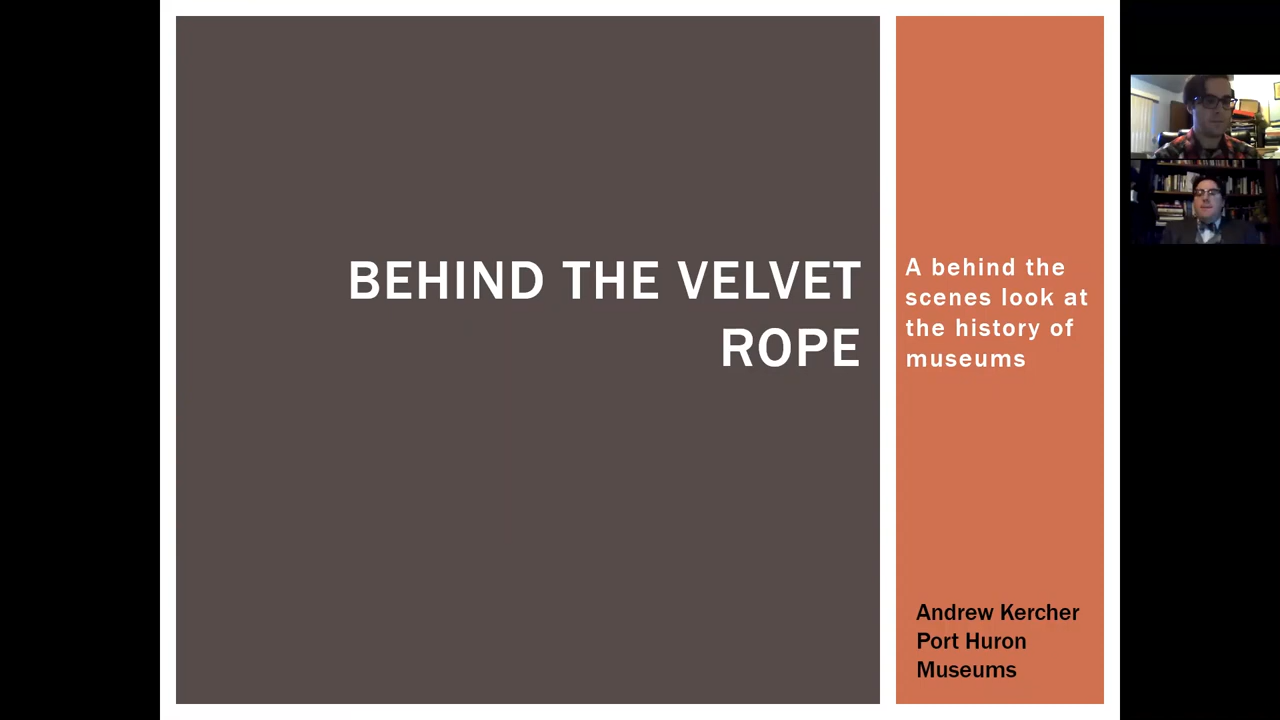 BEHIND THE VELVET
ROPE
A behind the
scenes look at
the history of
museums
Andrew Kercher
Port Huron
Museums